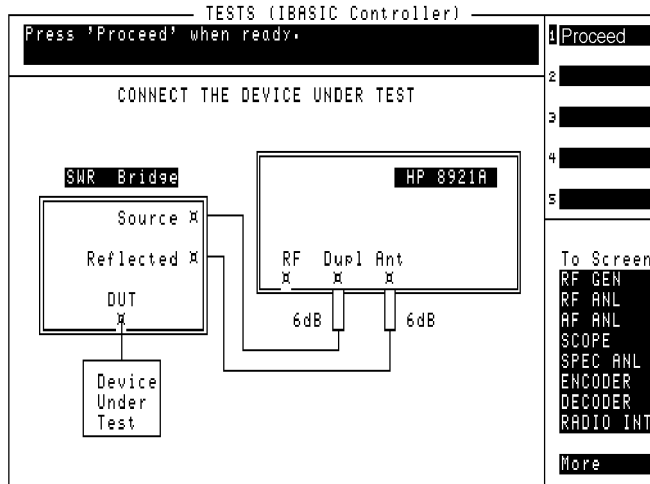 TESTS (IBASIC Controller)
Press 'Proceed' when ready.
CONNECT THE DEVICE UNDER TEST
SWR Bridge
HP 8921A
Source
Reflected
DUT
RF Dupl Ant
6dB
6dB
Device
Under
Test
1 Proceed
2
3
4
5
To Screen
RF GEN
RF ANL
AF ANL
SCOPE
SPEC ANL
ENCODER
DECODER
RADIO INT
More